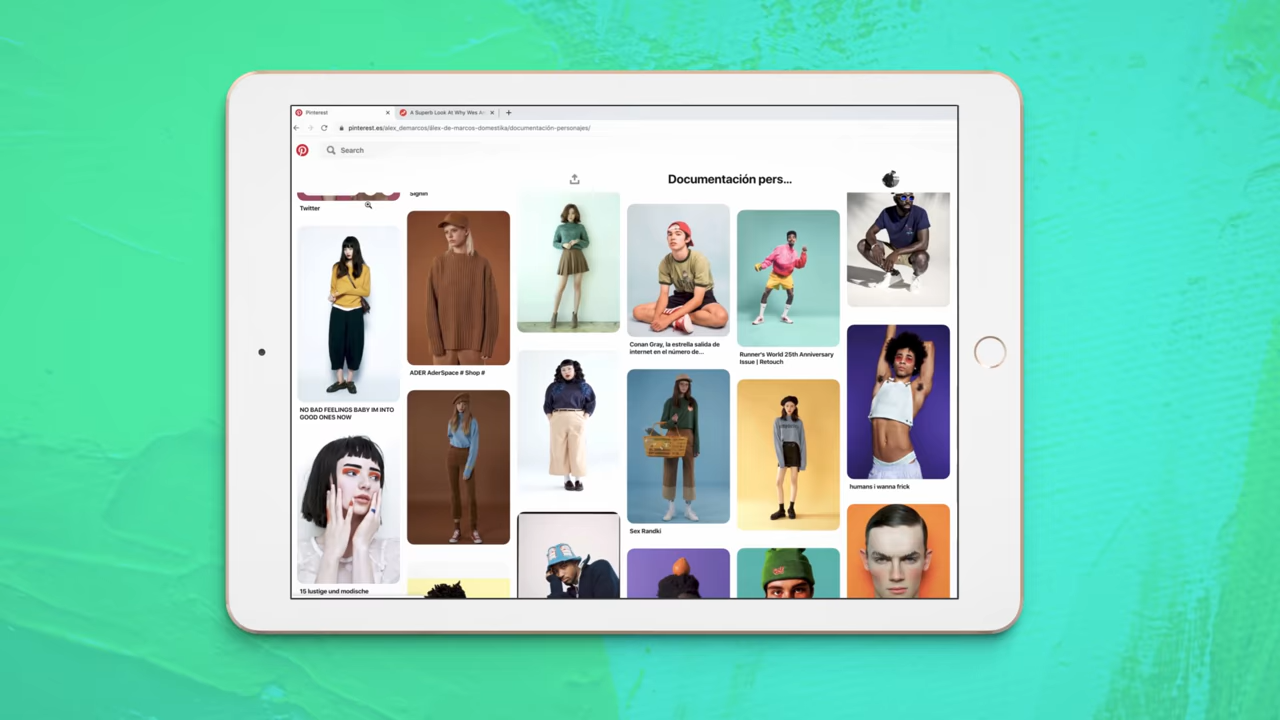 Pinterest
A Superb Look At Why Wes An
pinterest.es/alex_demarcos/álex-de-marcos-domestika/documentación-personajes/
Search
Documentación pers...
Twitter
Signin
NO BAD FEELINGS BABY IM INTO
GOOD ONES NOW
15 lustige und modische
ADER AderSpace # Shop #
Conan Gray, la estrella salida de
internet en el número de...
Sex Randki
Runner's World 25th Anniversary
Issue | Retouch
humans i wanna frick